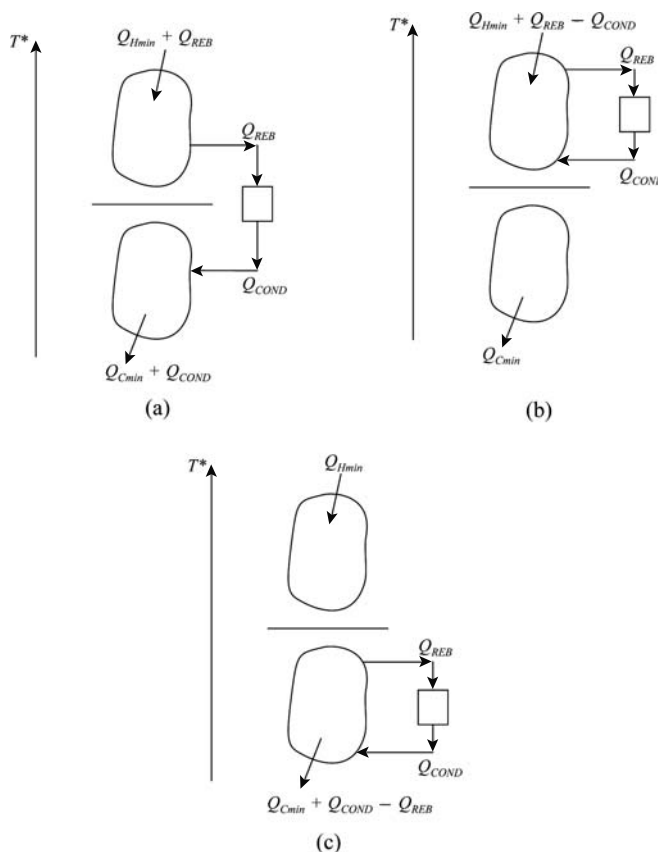 T*
Q_Hmin + Q_REB
Q_REB
Q_COND
Q_Cmin + Q_COND
(a)
T*
Q_Hmin + Q_REB − Q_COND
Q_REB
Q_COND
Q_Cmin
(b)
T*
Q_Hmin
Q_REB
Q_COND
Q_Cmin + Q_COND − Q_REB
(c)